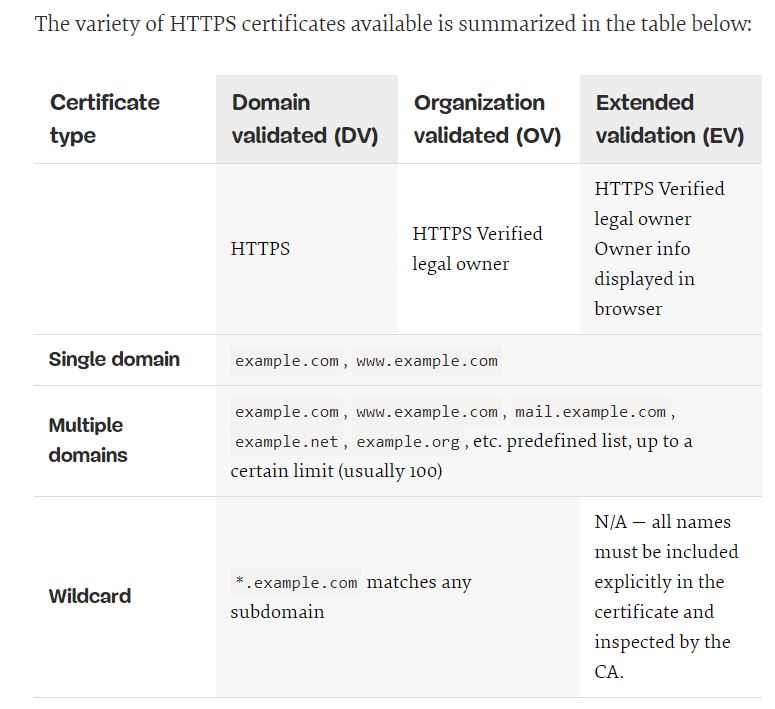 The variety of HTTPS certificates available is summarized in the table below:
Certificate type
Domain validated (DV)
Organization validated (OV)
Extended validation (EV)
HTTPS
HTTPS Verified
legal owner
HTTPS Verified
legal owner
Owner info
displayed in
browser
Single domain
example.com, www.example.com
Multiple
domains
example.com, www.example.com, mail.example.com,
example.net, example.org, etc. predefined list, up to a
certain limit (usually 100)
Wildcard
*.example.com matches any
subdomain
N/A — all names
must be included
explicitly in the
certificate and
inspected by the
CA.